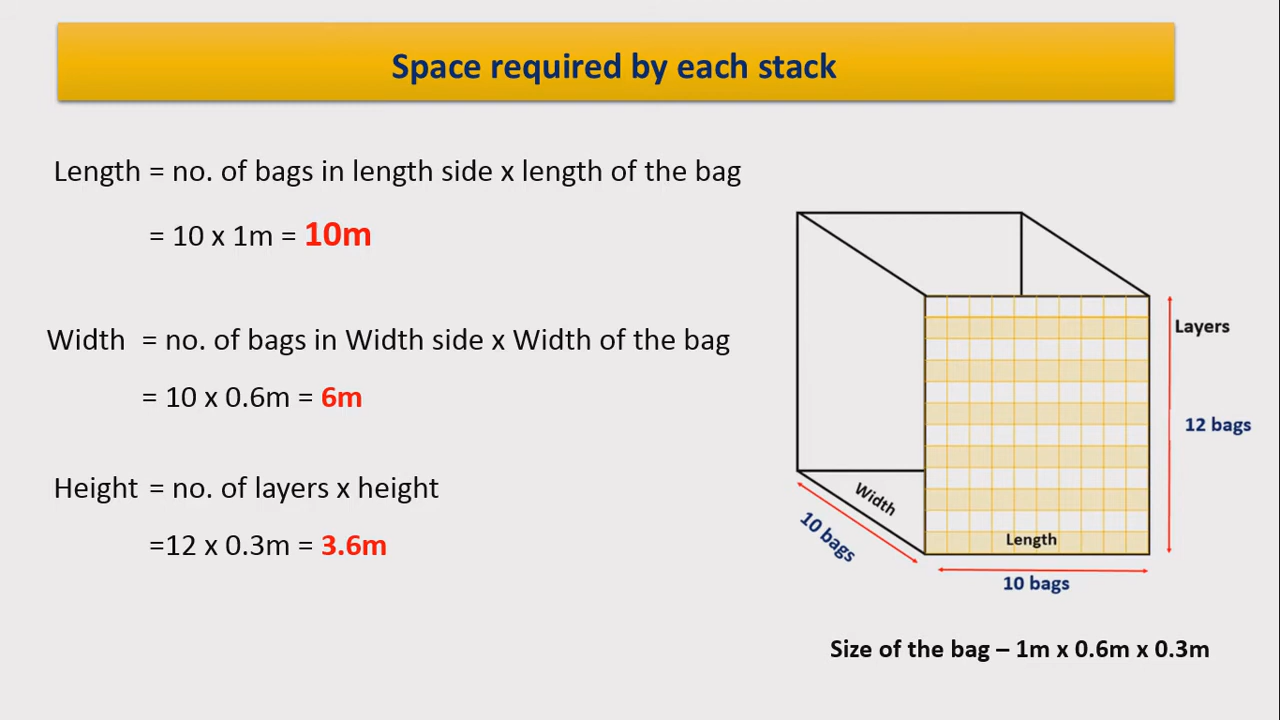 Space required by each stack
Length = no. of bags in length side x length of the bag
= 10 x 1m = 10m
Width = no. of bags in Width side x Width of the bag
= 10 x 0.6m = 6m
Height = no. of layers x height
=12 x 0.3m = 3.6m
Layers
12 bags
Width
10 bags
Length
10 bags
Size of the bag – 1m x 0.6m x 0.3m